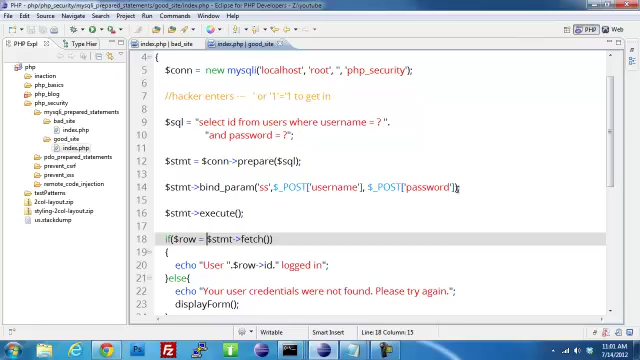 PHP - php/php_security/mysqli_prepared_statements/good_site/index.php - Eclipse for PHP Developers - Z:\youtube
File Edit Navigate Search Project Run Window Help
PHP
PHP Expl
Type Hier
index.php | bad_site
index.php | good_site
php
inaction
php_basics
php_blog
php_security
mysqli_prepared_statements
bad_site
index.php
good_site
index.php
pdo_prepared_statements
prevent_csrf
prevent_xss
remote_code_injection
testPatterns
2col-layout.zip
styling-2col-layout.zip
us.stackdump
4 {
5 $conn = new mysqli('localhost', 'root', '', 'php_security');
6
7 //hacker enters --- ' or '1'='1 to get in
8
9 $sql = "select id from users where username = ? ".
10 "and password = ?";
11
12 $stmt = $conn->prepare($sql);
13
14 $stmt->bind_param('ss',$_POST['username'], $_POST['password']);
15
16 $stmt->execute();
17
18 if($row = $stmt->fetch())
19 {
20 echo "User ".$row->id." logged in";
21 }else{
22 echo "Your user credentials were not found. Please try again.";
23 displayForm();
24
Writable
Smart Insert
Line 18, Column 15
11:01 AM
7/14/2012